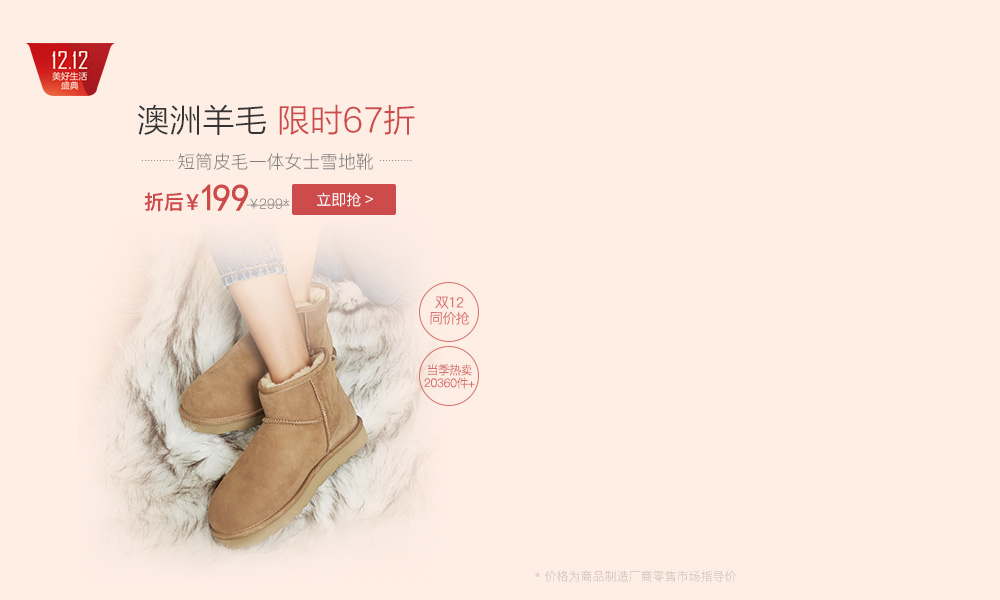 12.12
美好生活
盛典
澳洲羊毛 限时67折
短筒皮毛一体女士雪地靴
折后¥199 ¥299* 立即抢 >
双12
同价抢
当季热卖
20360件+
* 价格为商品制造厂商零售市场指导价